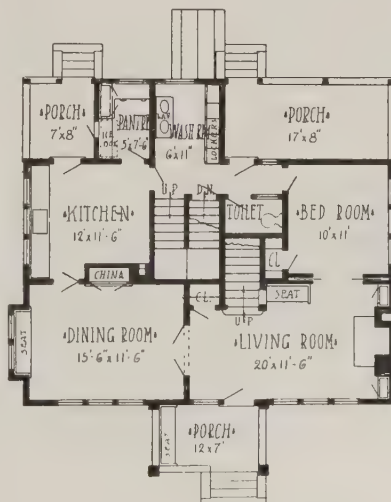 PORCH
7'x8"
ICE
BOX
PANTRY
5'x7'-6"
WASH RM
6'x11"
LOCKERS
PORCH
17'x8"
KITCHEN
12'x11'-6"
UP
DN
TOILET
BED ROOM
10'x11'
CL
CHINA
CL.
SEAT
UP
SEAT
DINING ROOM
15'-6"x11'-6"
LIVING ROOM
20'x11'-6"
SEAT
PORCH
12'x7'